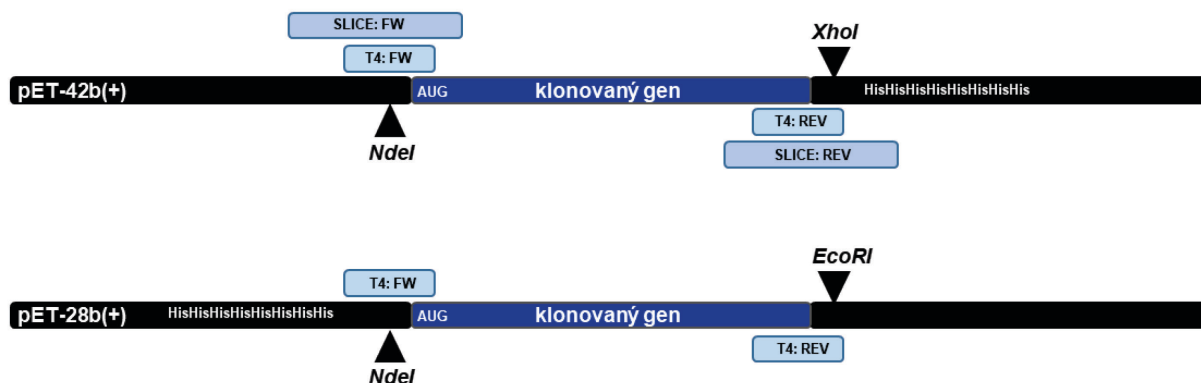 SLICE: FW
T4: FW
XhoI
pET-42b(+)
AUG
klonovaný gen
HisHisHisHisHisHisHisHis
NdeI
T4: REV
SLICE: REV
T4: FW
EcoRI
pET-28b(+)
HisHisHisHisHisHisHisHis
AUG
klonovaný gen
NdeI
T4: REV